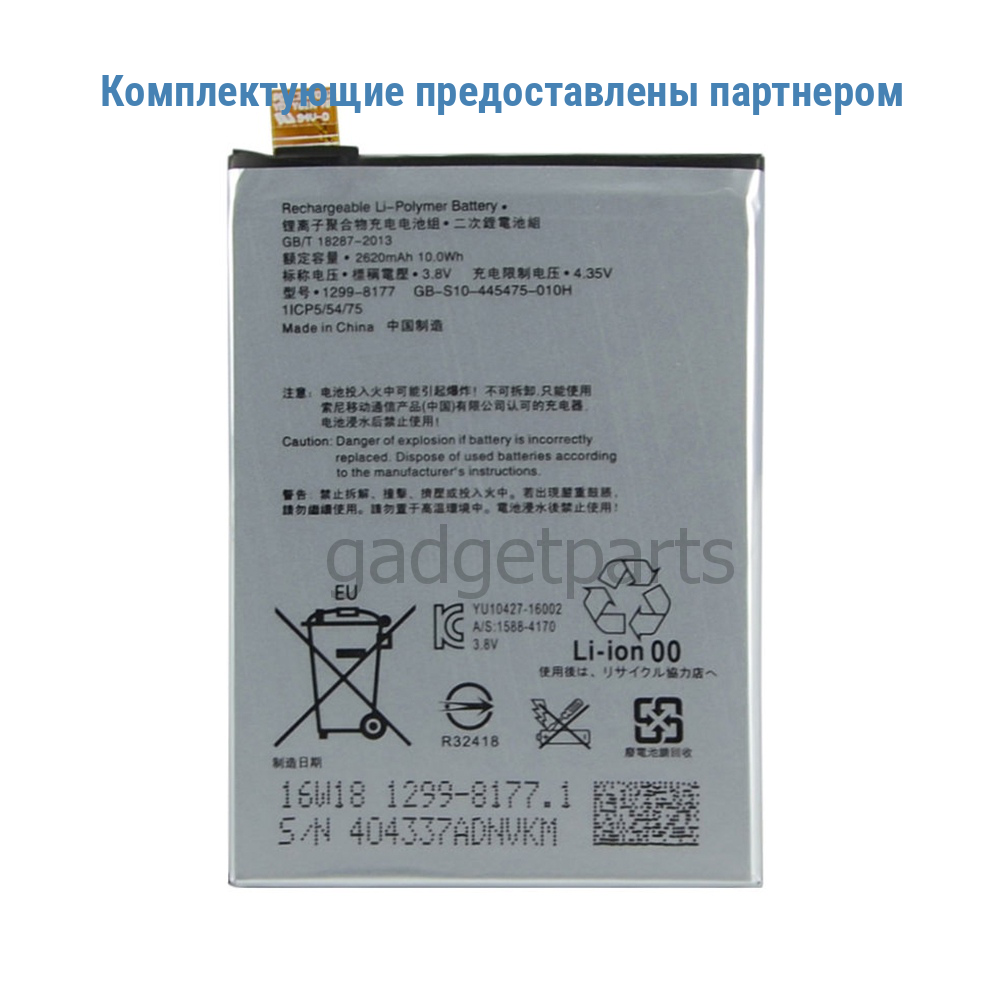 Комплектующие предоставлены партнером
94V-0
Rechargeable Li-Polymer Battery •
锂离子聚合物充电电池组 • 二次鋰電池組
GB/T 18287-2013
额定容量 • 2620mAh 10.0Wh
标称电压 • 標稱電壓 • 3.8V 充电限制电压 • 4.35V
型号 • 1299-8177 GB-S10-445475-010H
1ICP5/54/75
Made in China 中国制造
注意: 电池投入火中可能引起爆炸! 不可拆卸,只能使用
索尼移动通信产品(中国)有限公司认可的充电器,
电池浸水后禁止使用!
Caution: Danger of explosion if battery is incorrectly
replaced. Dispose of used batteries according
to the manufacturer's instructions.
警告: 禁止拆解、撞擊、擠壓或投入火中。若出現嚴重鼓脹,
請勿繼續使用。請勿置于高溫環境中。電池浸水後禁止使用!
gadgetparts
EU
YU10427-16002
A/S:1588-4170
3.8V
Li-ion 00
使用後は、リサイクル協力店へ
R32418
廢電池請回收
制造日期
16W18 1299-8177.1
S/N 404337ADNVKM